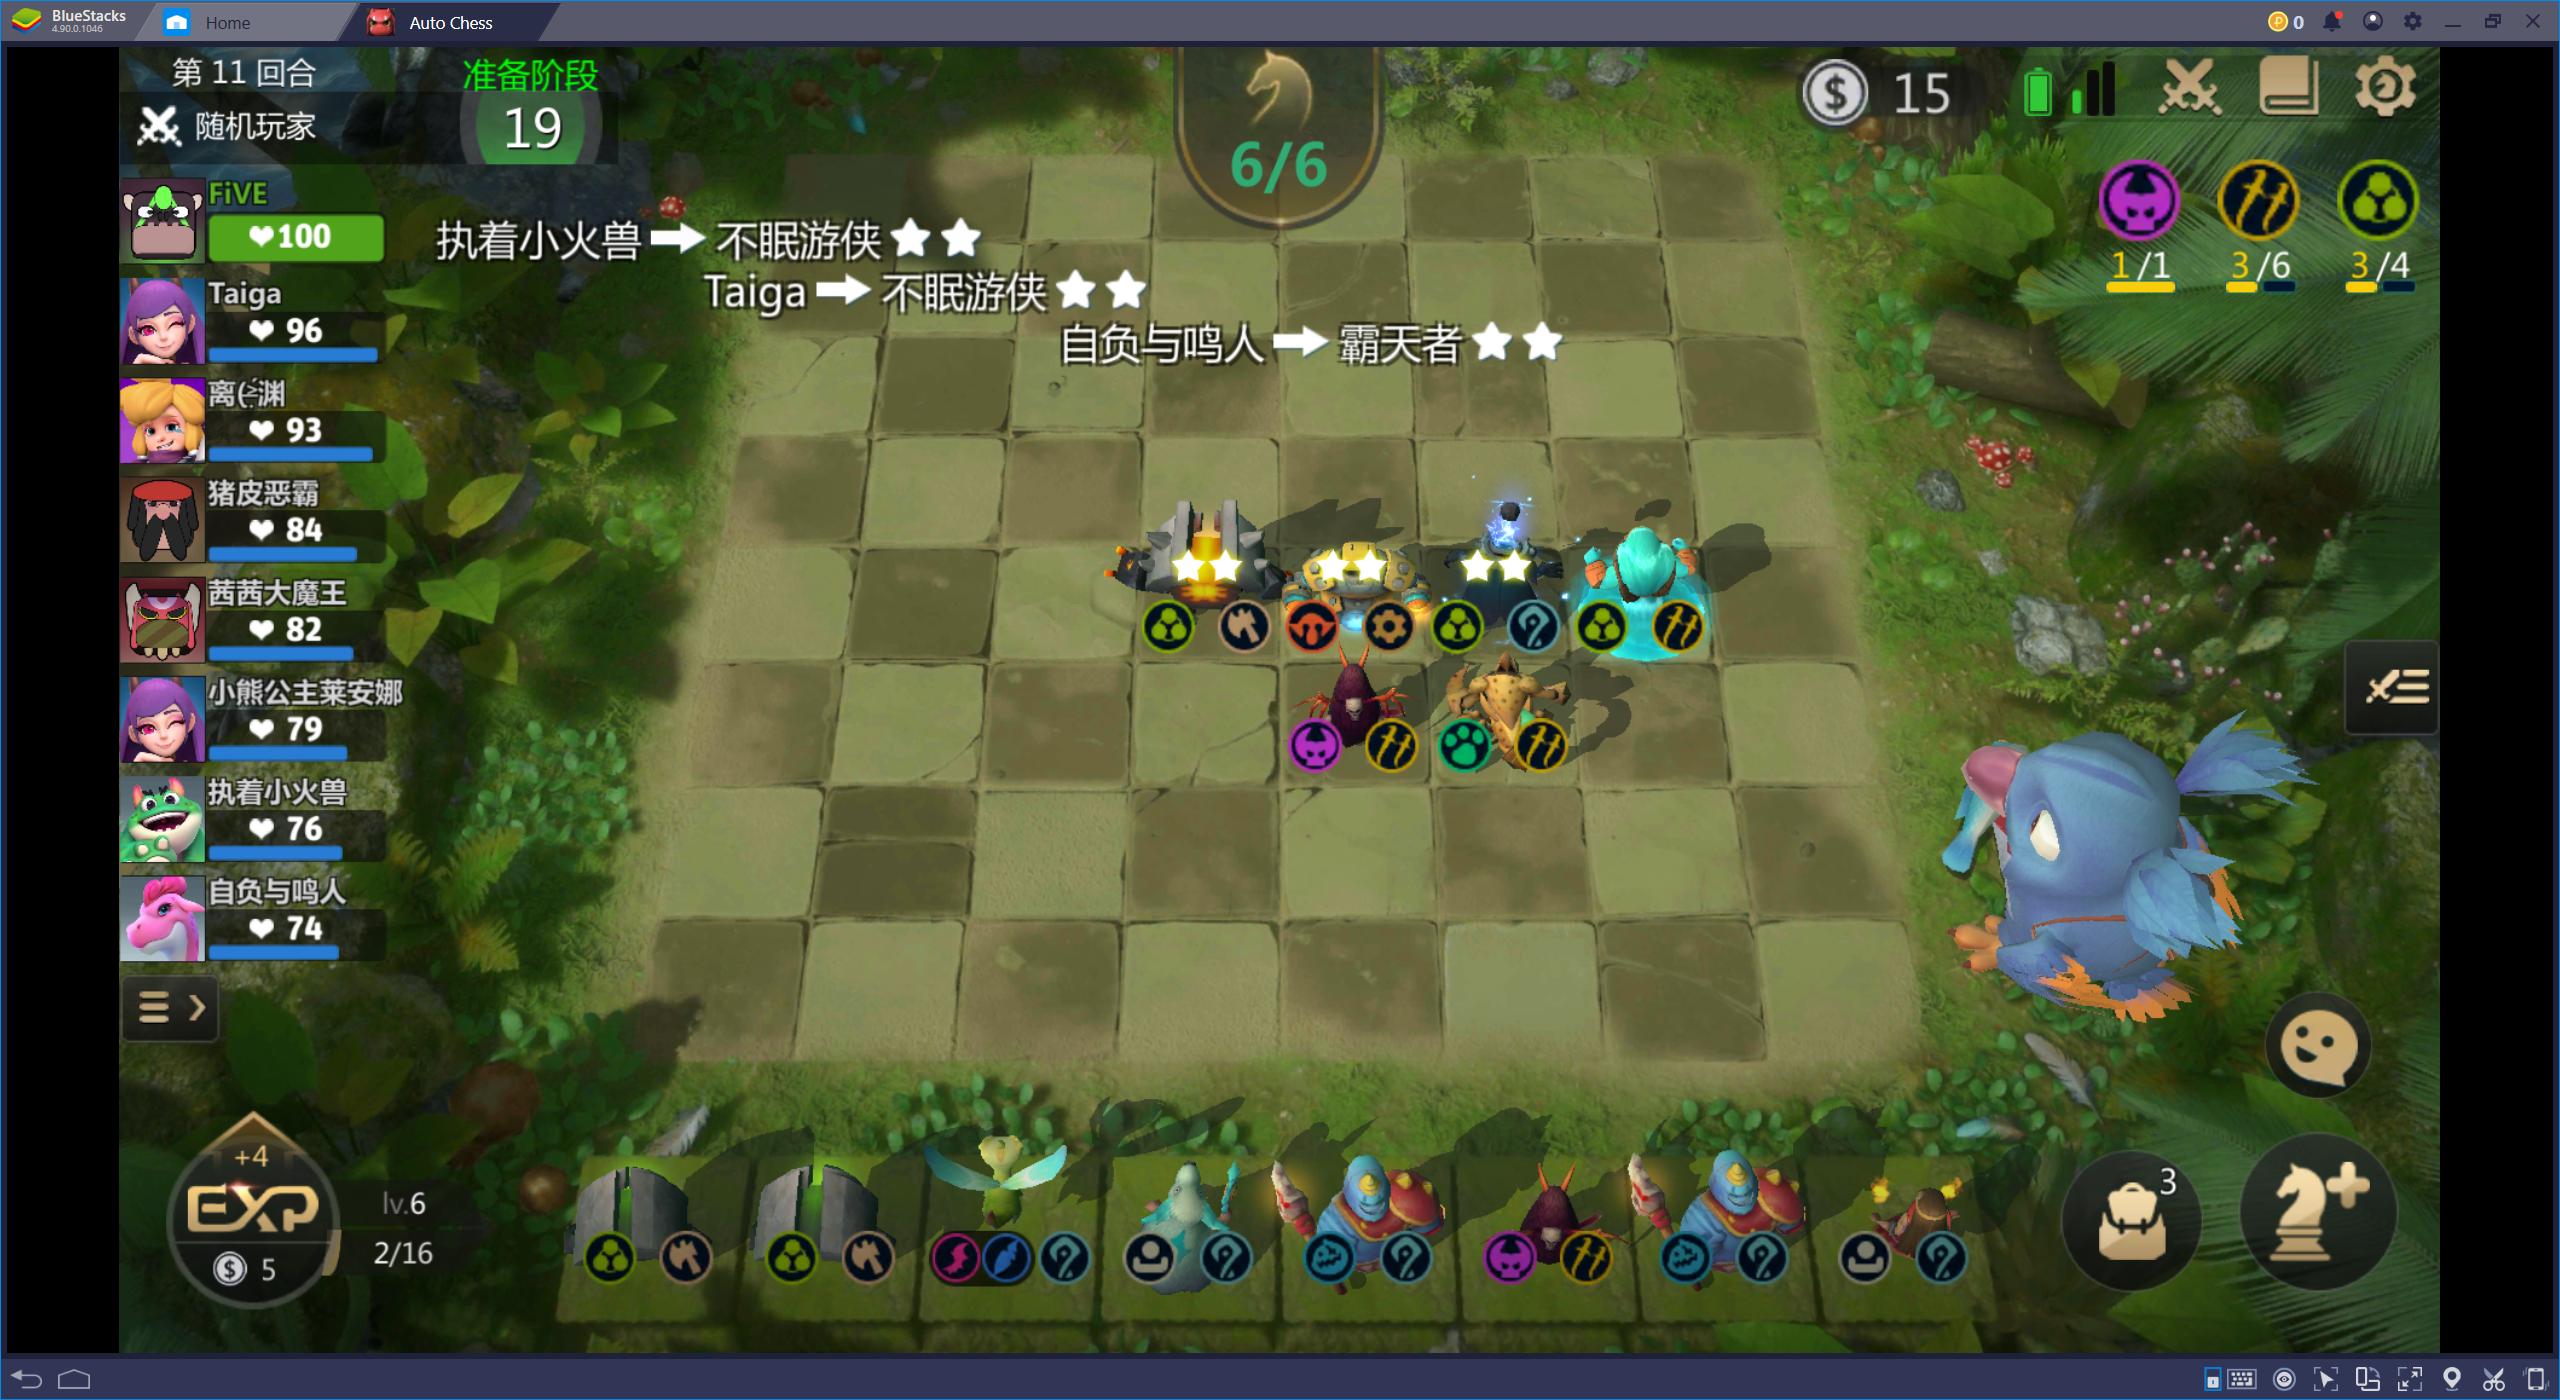 BlueStacks
4.90.0.1046
Home
Auto Chess
0
第 11 回合
准备阶段
随机玩家
19
6/6
15
1/1
3/6
3/4
FiVE
100
执着小火兽 ➡ 不眠游侠 ★ ★
Taiga ➡ 不眠游侠 ★ ★
自负与鸣人 ➡ 霸天者 ★ ★
Taiga
96
93
猪皮恶霸
84
茜茜大魔王
82
小熊公主莱安娜
79
执着小火兽
76
自负与鸣人
74
+4
EXP
5
lv.6
2/16
3